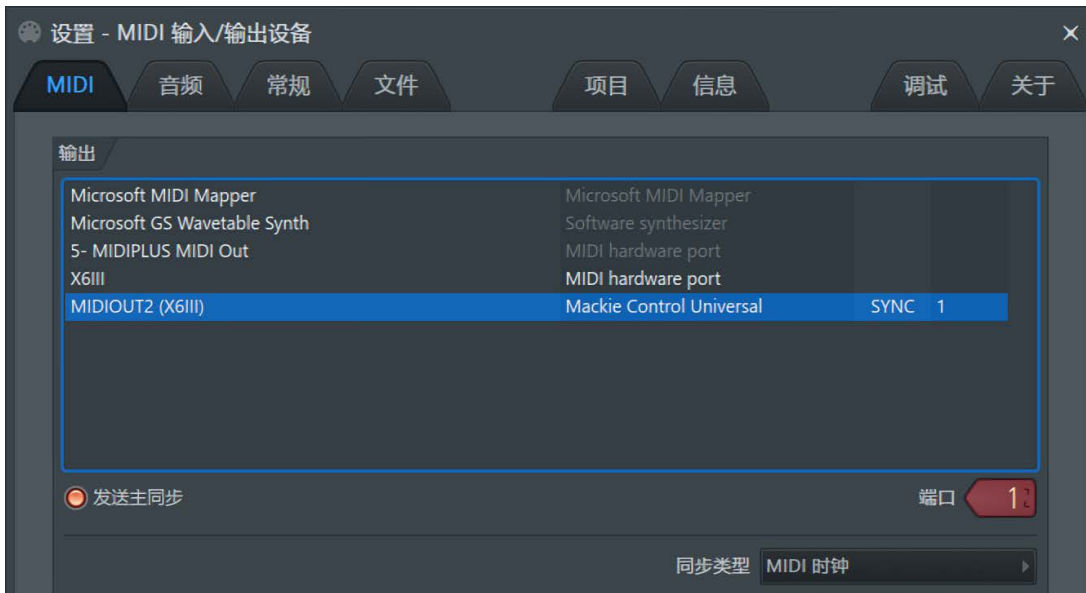 设置 - MIDI 输入/输出设备
MIDI 音频 常规 文件 项目 信息 调试 关于
输出
Microsoft MIDI Mapper Microsoft MIDI Mapper
Microsoft GS Wavetable Synth Software synthesizer
5- MIDIPLUS MIDI Out MIDI hardware port
X6III MIDI hardware port
MIDIOUT2 (X6III) Mackie Control Universal SYNC 1
发送主同步 端口 1
同步类型 MIDI 时钟